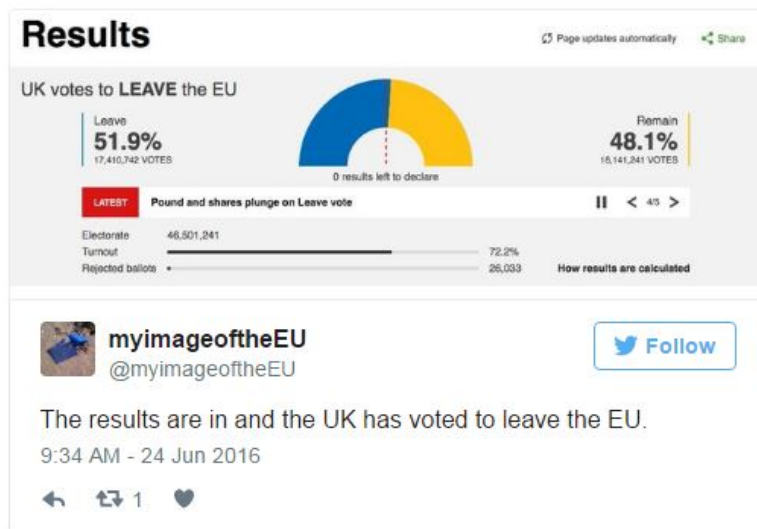 Results
Page updates automatically
Share
UK votes to LEAVE the EU
Leave
51.9%
17,410,742 VOTES
Remain
48.1%
16,141,241 VOTES
0 results left to declare
LATEST Pound and shares plunge on Leave vote 4/5
Electorate 46,501,241
Turnout 72.2%
Rejected ballots 26,033 How results are calculated
myimageoftheEU
@myimageoftheEU
Follow
The results are in and the UK has voted to leave the EU.
9:34 AM - 24 Jun 2016
1